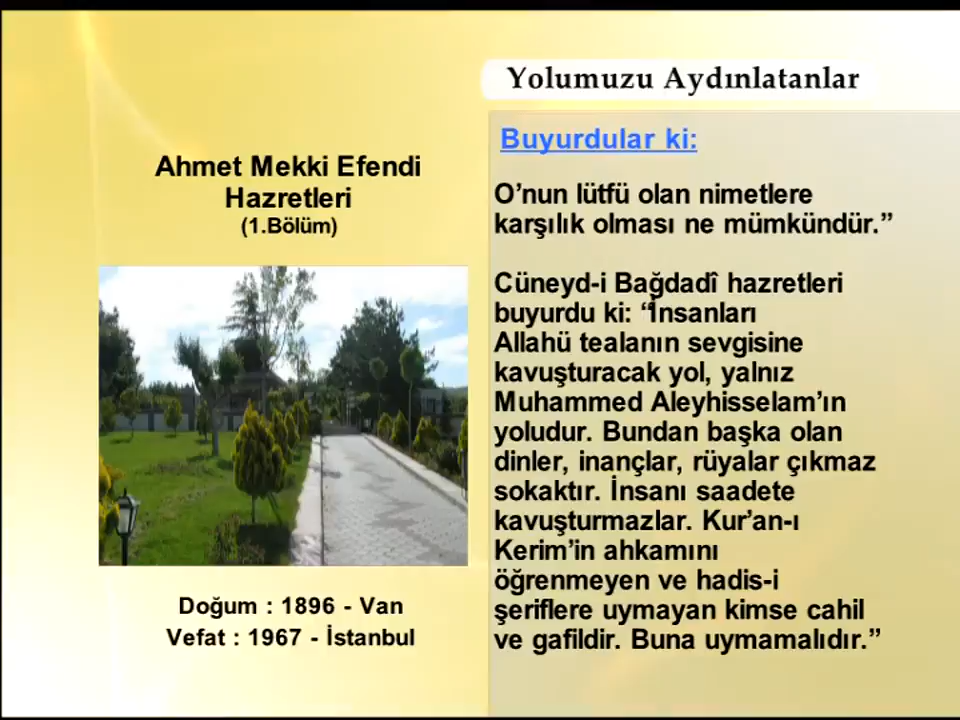 Yolumuzu Aydınlatanlar
Ahmet Mekki Efendi
Hazretleri
(1.Bölüm)
Doğum : 1896 - Van
Vefat : 1967 - İstanbul
Buyurdular ki:
O’nun lütfü olan nimetlere
karşılık olması ne mümkündür.”
Cüneyd-i Bağdadî hazretleri
buyurdu ki: “İnsanları
Allahü tealanın sevgisine
kavuşturacak yol, yalnız
Muhammed Aleyhisselam’ın
yoludur. Bundan başka olan
dinler, inançlar, rüyalar çıkmaz
sokaktır. İnsanı saadete
kavuşturmazlar. Kur’an-ı
Kerim’in ahkamını
öğrenmeyen ve hadis-i
şeriflere uymayan kimse cahil
ve gafildir. Buna uymamalıdır.”